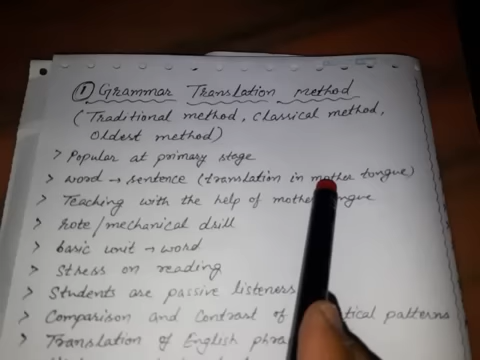 ① Grammar Translation Method
(Traditional method, Classical method,
Oldest method)
> Popular at primary stage
> word → sentence (translation in mother tongue)
> Teaching with the help of mother
> Rote/mechanical drill
> basic unit → word
> Stress on reading
> Students are passive listeners
> Comparison and Contrast of patterns
> Translation of English